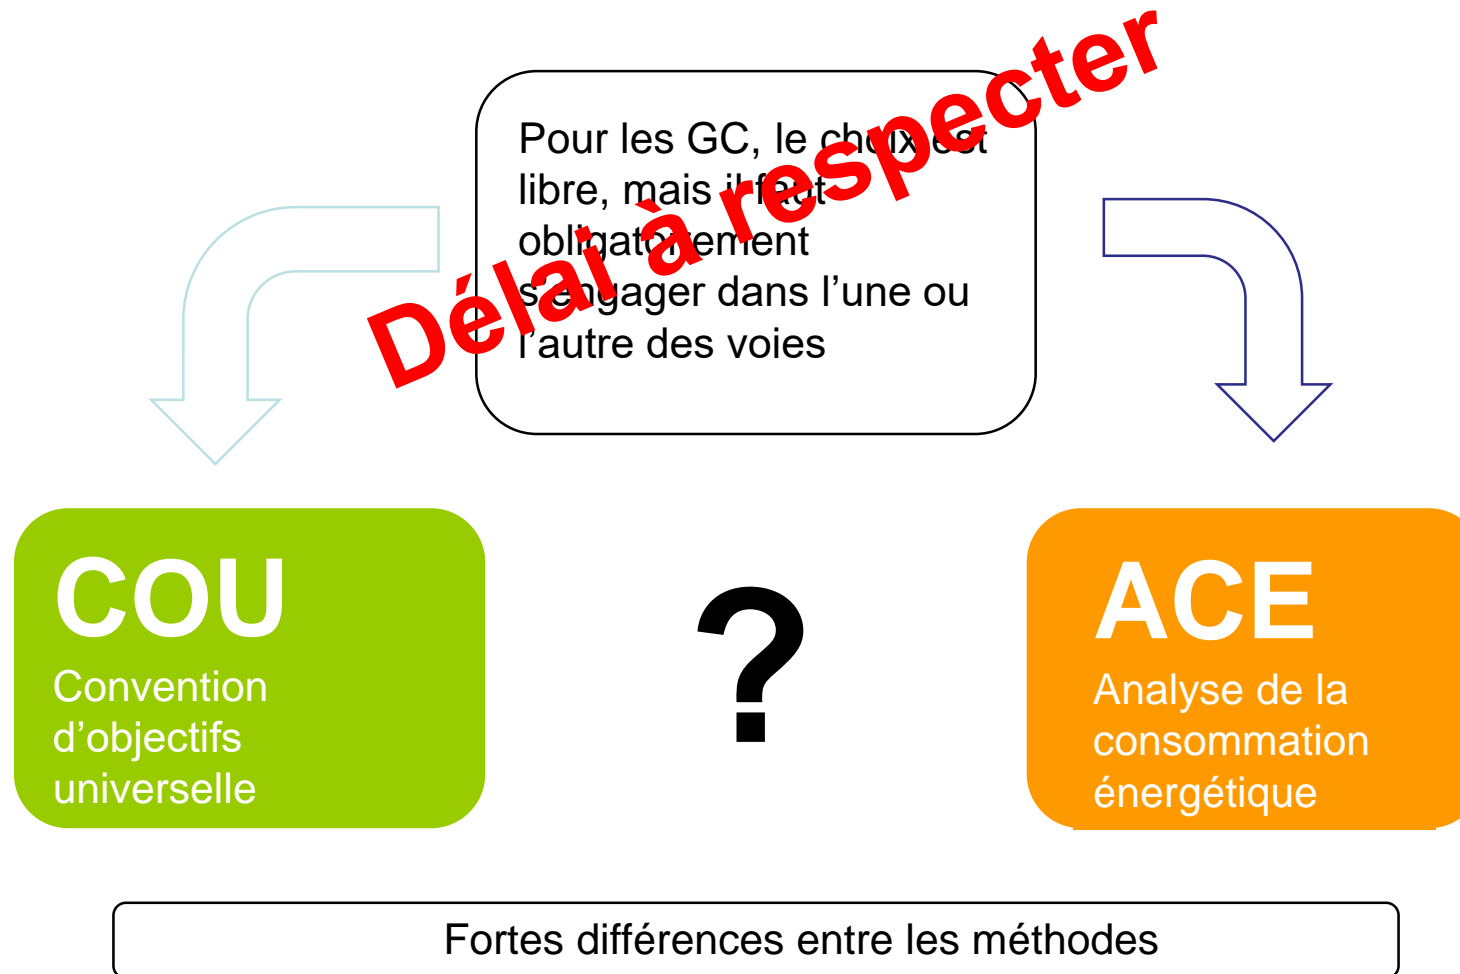 Délai à respecter
Pour les GC, le choix est
libre, mais il faut
obligatoirement
s'engager dans l’une ou
l’autre des voies
COU
Convention
d’objectifs
universelle
?
ACE
Analyse de la
consommation
énergétique
Fortes différences entre les méthodes